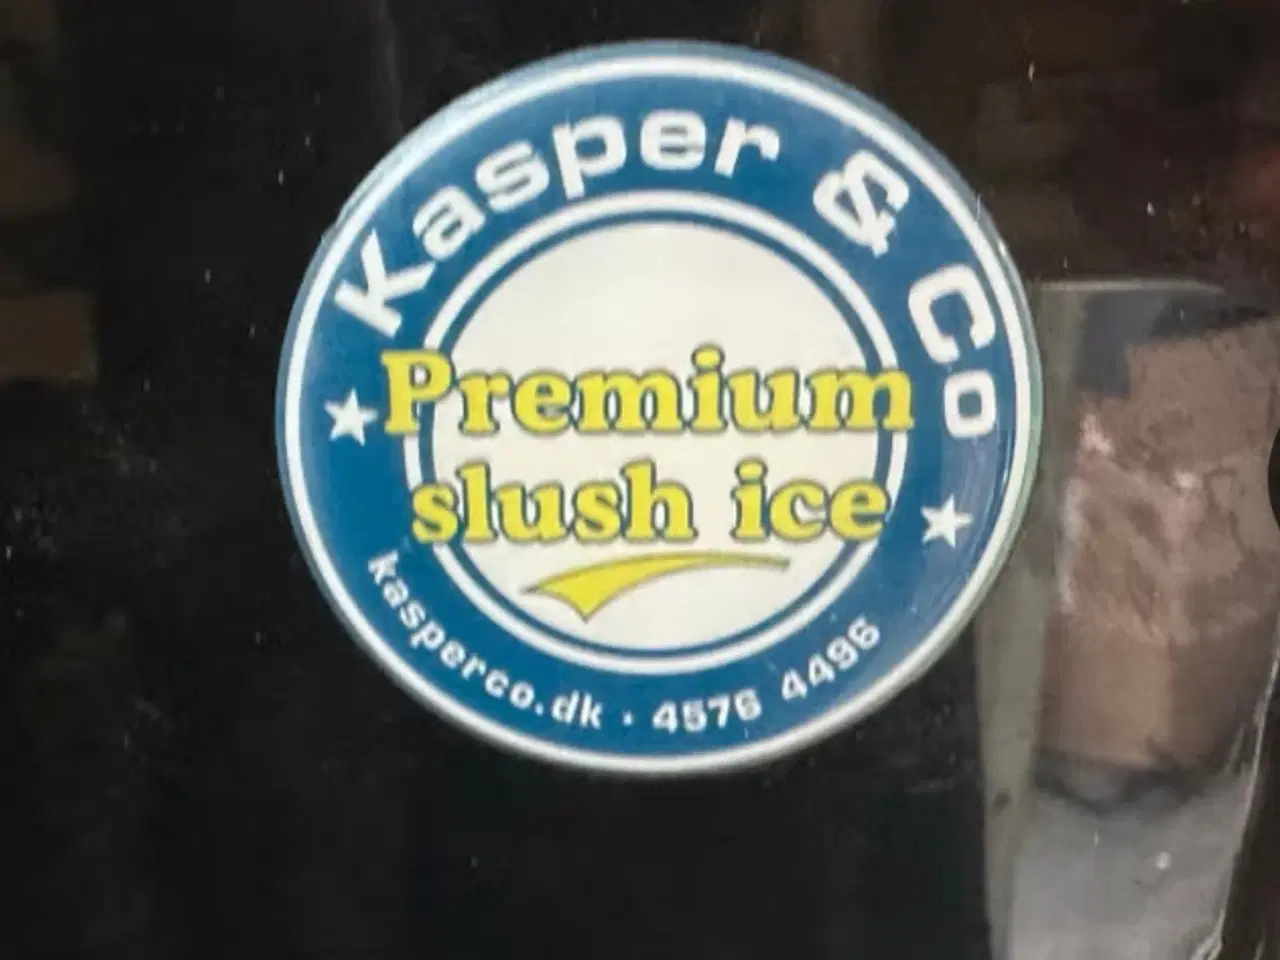 Kasper & Co
Premium
slush ice
kasperco.dk · 4576 4496